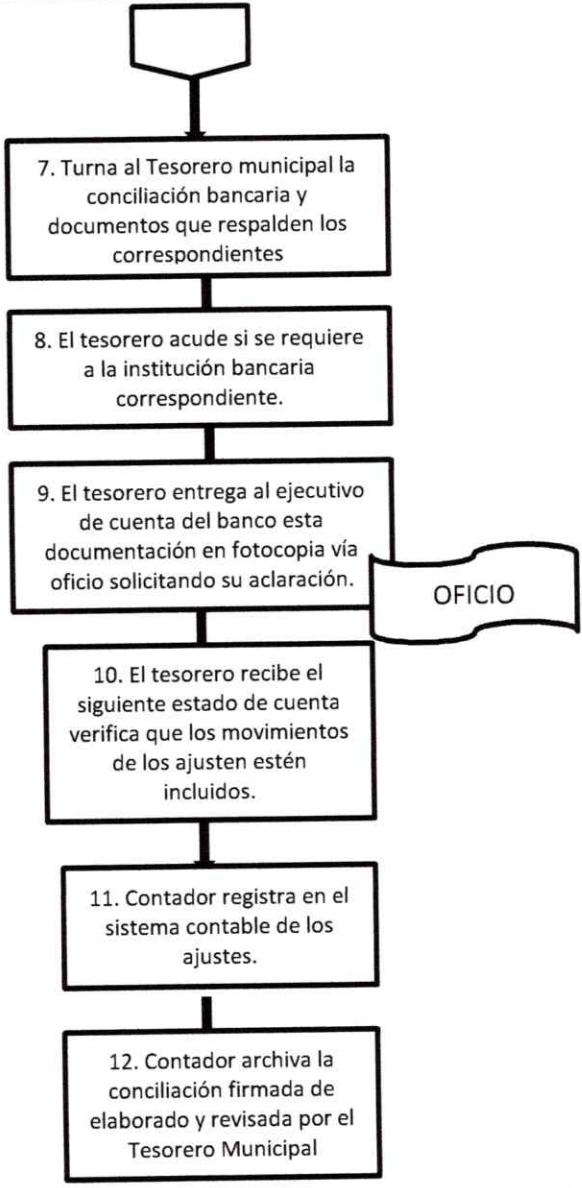 7. Turna al Tesorero municipal la
conciliación bancaria y
documentos que respalden los
correspondientes
8. El tesorero acude si se requiere
a la institución bancaria
correspondiente.
9. El tesorero entrega al ejecutivo
de cuenta del banco esta
documentación en fotocopia vía
oficio solicitando su aclaración.
OFICIO
10. El tesorero recibe el
siguiente estado de cuenta
verifica que los movimientos
de los ajusten estén
incluidos.
11. Contador registra en el
sistema contable de los
ajustes.
12. Contador archiva la
conciliación firmada de
elaborado y revisada por el
Tesorero Municipal